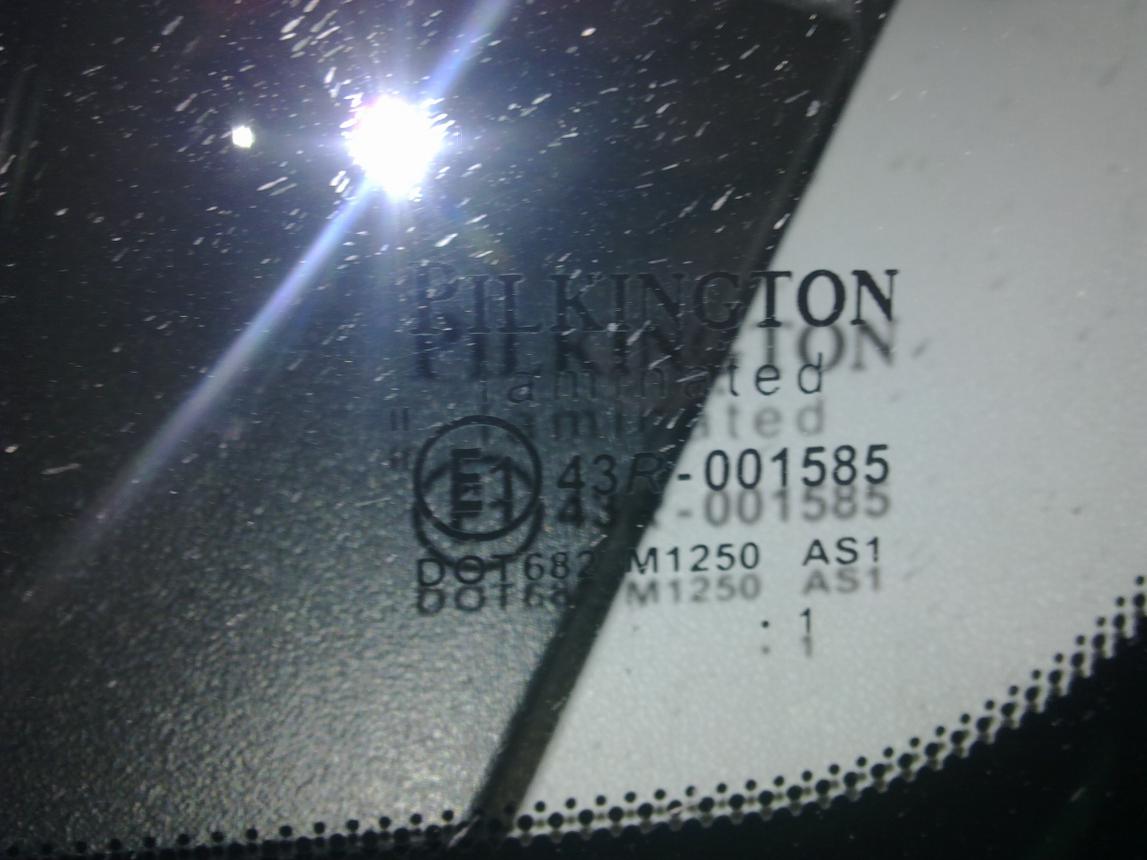 PILKINGTON
laminated
"
E1 43R-001585
DOT682 M1250 AS1
: 1